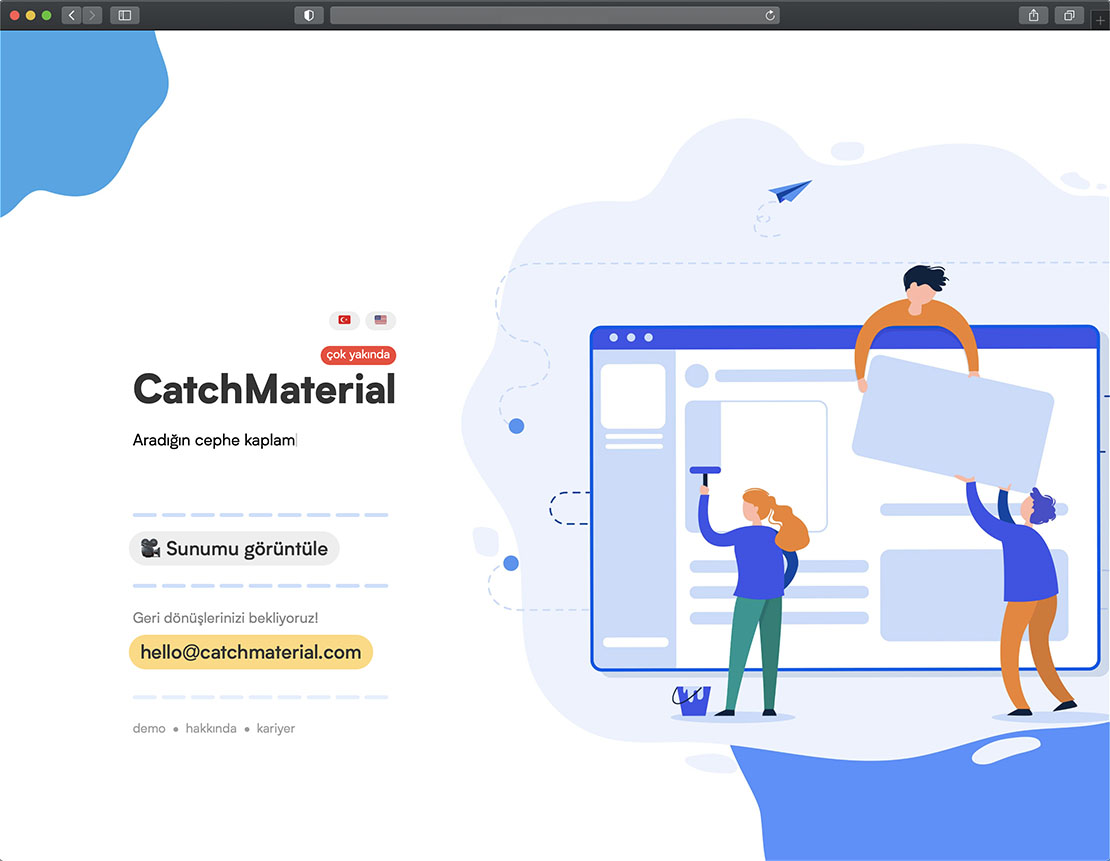 çok yakında
CatchMaterial
Aradığın cephe kaplam
Sunumu görüntüle
Geri dönüşlerinizi bekliyoruz!
hello@catchmaterial.com
demo • hakkında • kariyer